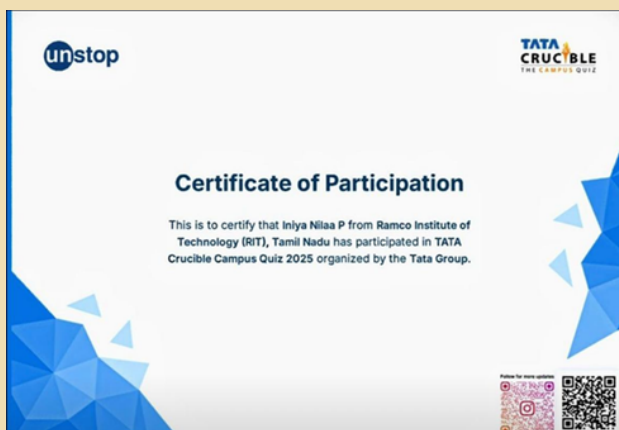 unstop
TATA
CRUCIBLE
THE CAMPUS QUIZ
Certificate of Participation
This is to certify that Iniya Nilaa P from Ramco Institute of
Technology (RIT), Tamil Nadu has participated in TATA
Crucible Campus Quiz 2025 organized by the Tata Group.
Follow for more updates